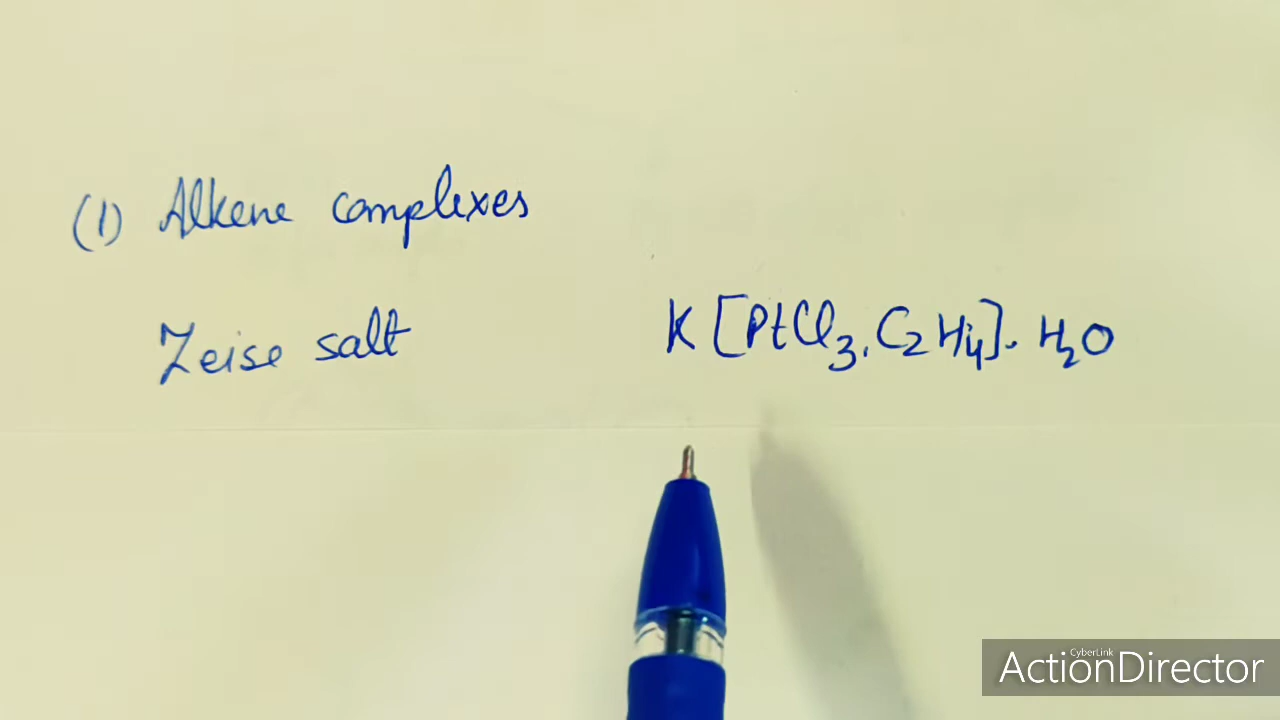 (1) Alkene complexes
Zeise salt K[PtCl3.C2H4]. H2O
CyberLink
ActionDirector